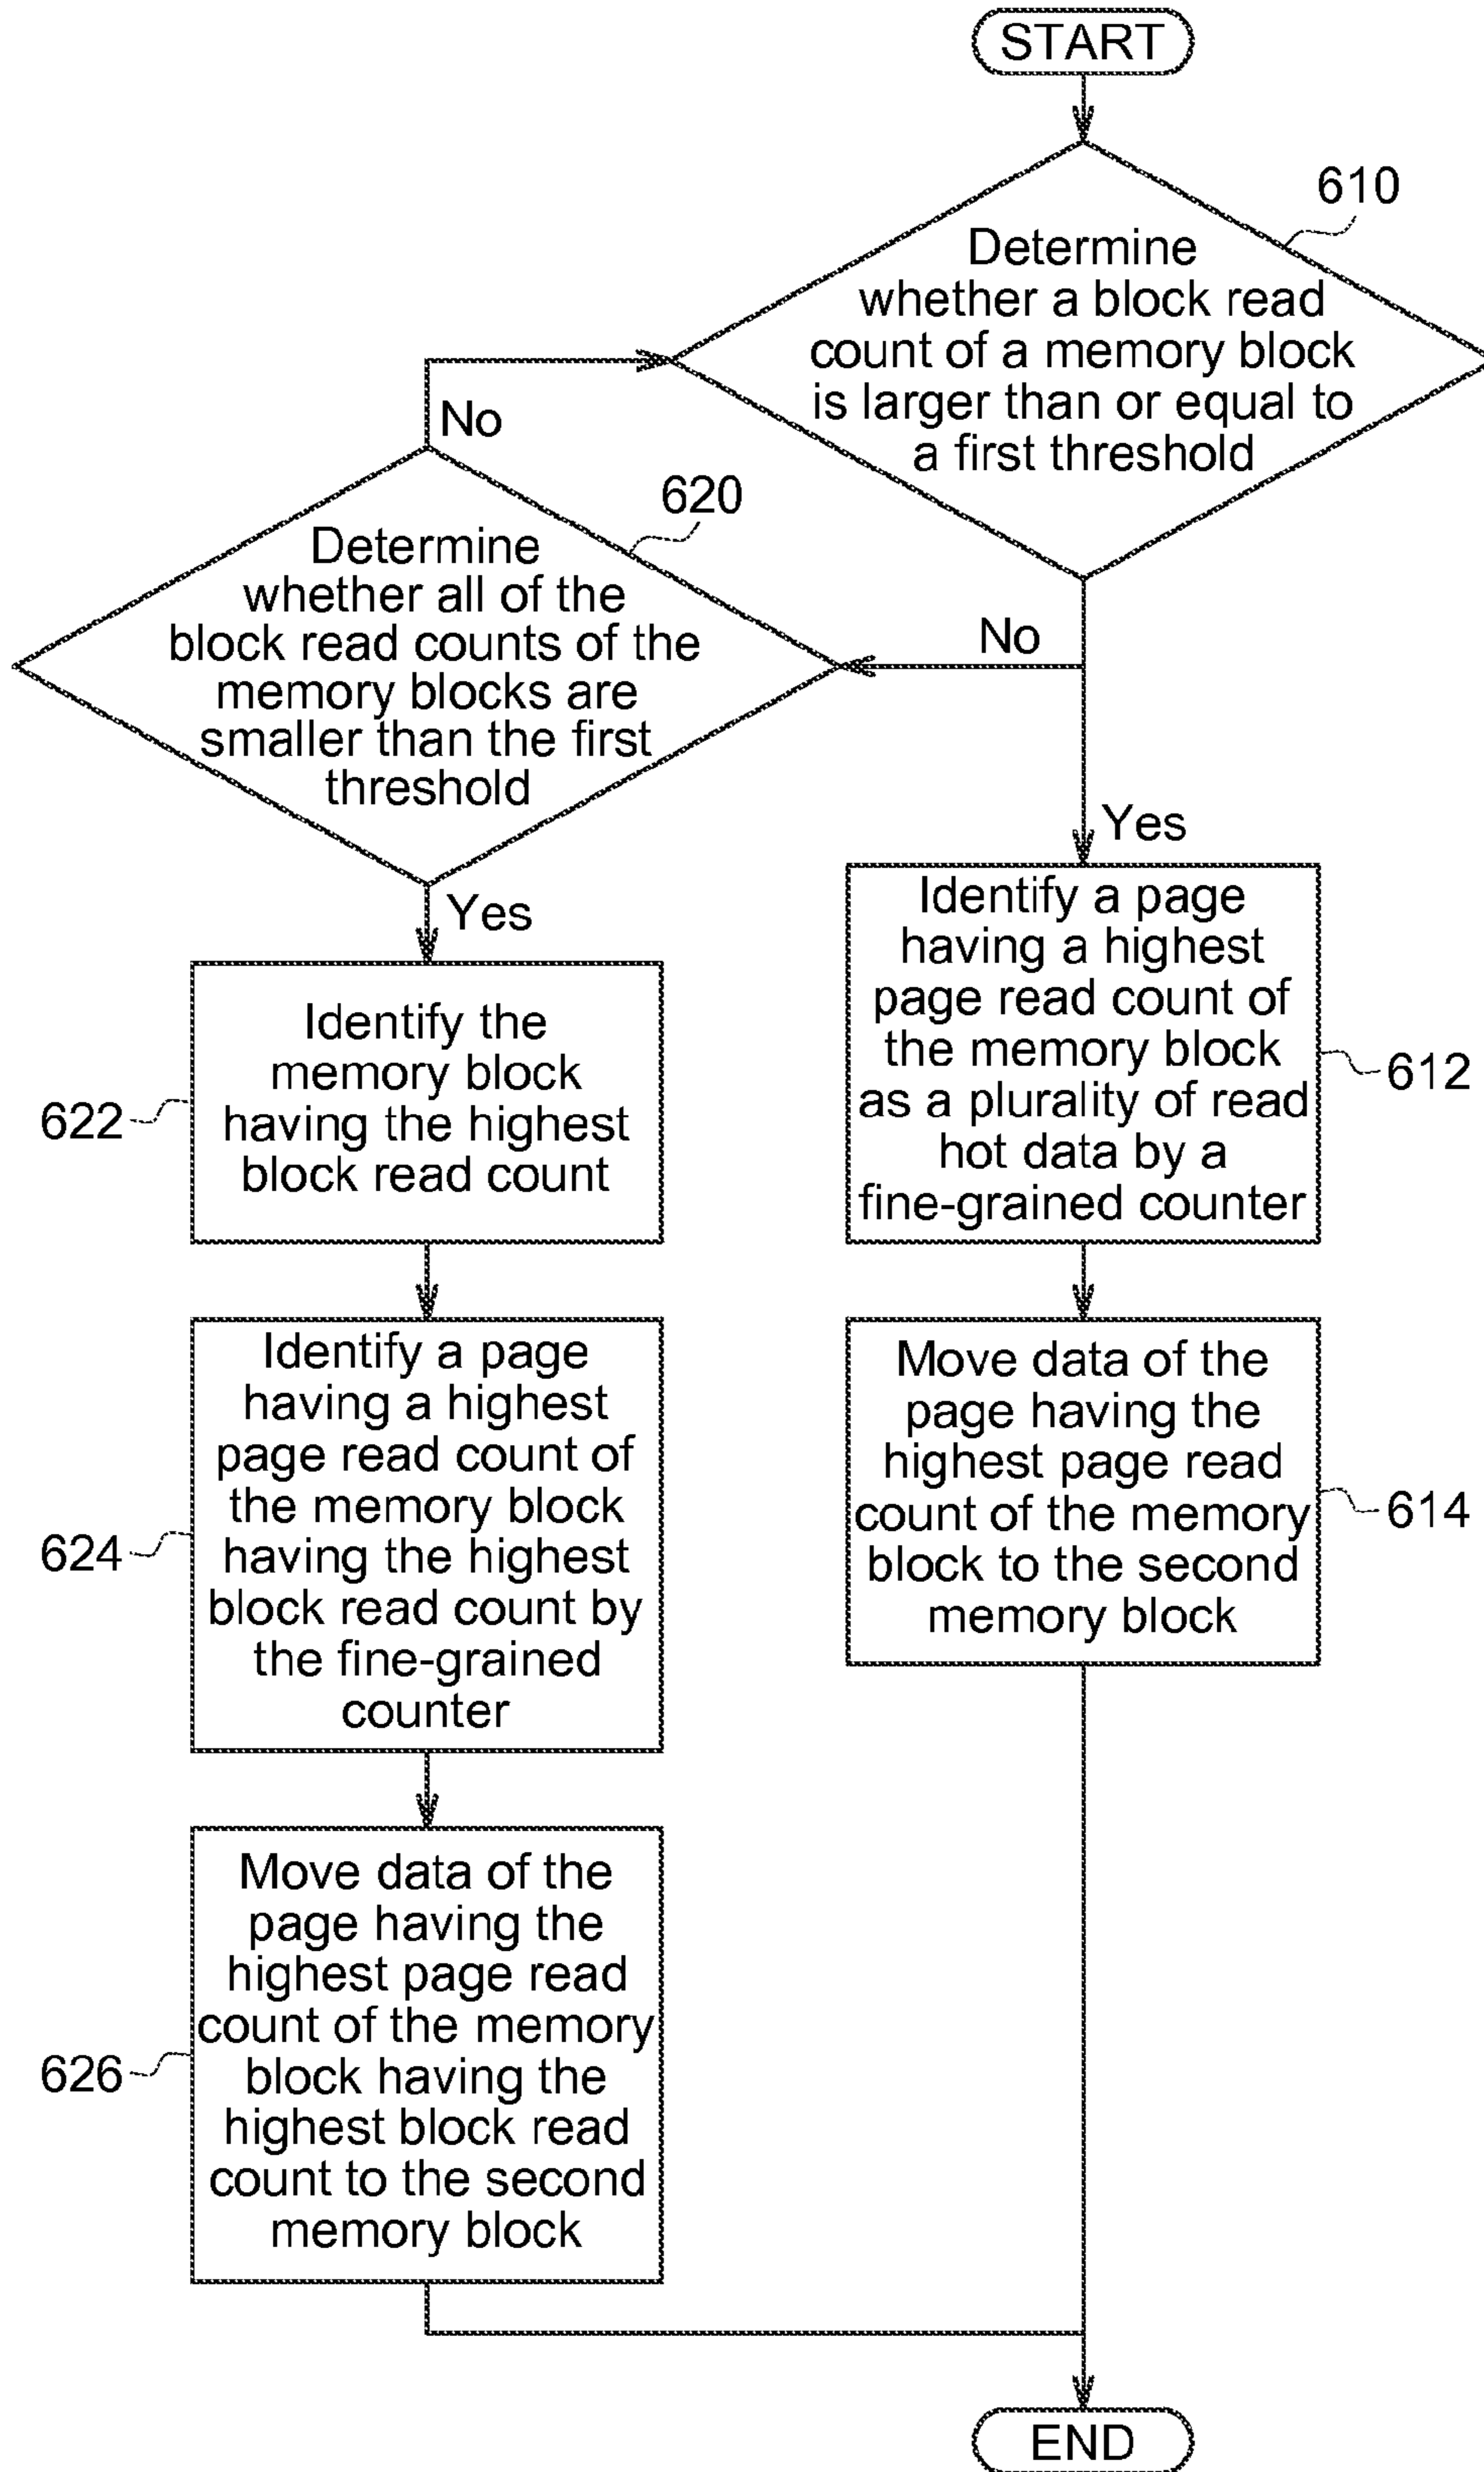 START
610
Determine
whether a block read
count of a memory block
is larger than or equal to
a first threshold
No
620
Determine
whether all of the
block read counts of the
memory blocks are
smaller than the first
threshold
No
Yes
Yes
Identify a page
having a highest
page read count of
the memory block
as a plurality of read
hot data by a
fine-grained counter
612
Identify the
memory block
having the highest
block read count
622
Identify a page
having a highest
page read count of
the memory block
having the highest
block read count by
the fine-grained
counter
624
Move data of the
page having the
highest page read
count of the memory
block to the second
memory block
614
Move data of the
page having the
highest page read
count of the memory
block having the
highest block read
count to the second
memory block
626
END